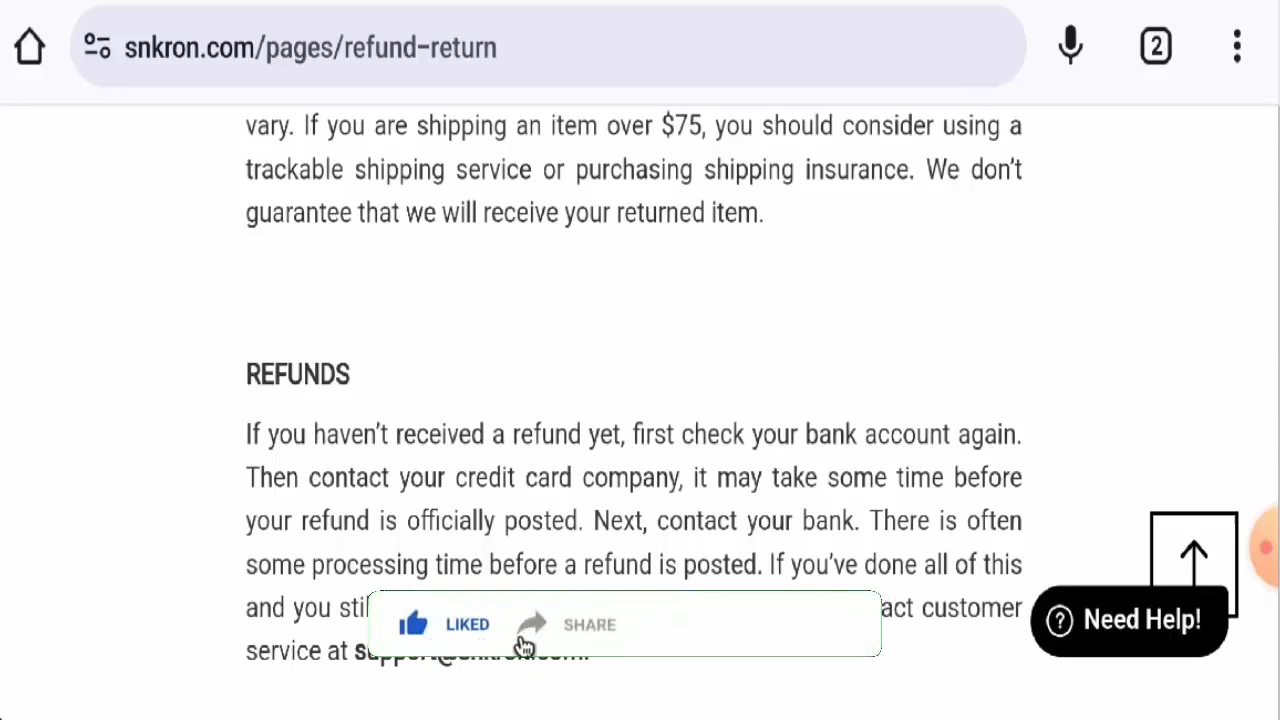 snkron.com/pages/refund-return
2
vary. If you are shipping an item over $75, you should consider using a
trackable shipping service or purchasing shipping insurance. We don't
guarantee that we will receive your returned item.
REFUNDS
If you haven't received a refund yet, first check your bank account again.
Then contact your credit card company, it may take some time before
your refund is officially posted. Next, contact your bank. There is often
some processing time before a refund is posted. If you've done all of this
and you customer
service at
LIKED
SHARE
Need Help!